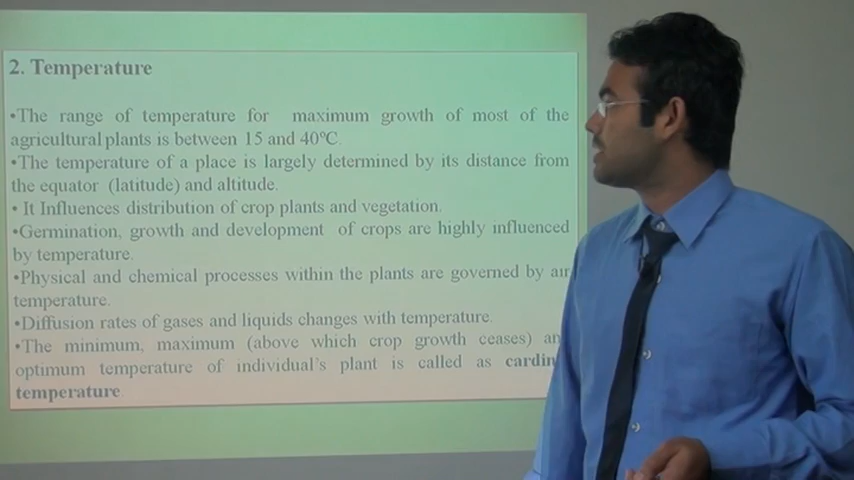 2. Temperature
•The range of temperature for maximum growth of most of the
agricultural plants is between 15 and 40ºC.
•The temperature of a place is largely determined by its distance from
the equator (latitude) and altitude.
• It Influences distribution of crop plants and vegetation.
•Germination, growth and development of crops are highly influenced
by temperature.
•Physical and chemical processes within the plants are governed by air
temperature.
•Diffusion rates of gases and liquids changes with temperature.
•The minimum, maximum (above which crop growth ceases) an
optimum temperature of individual's plant is called as cardin
temperature.